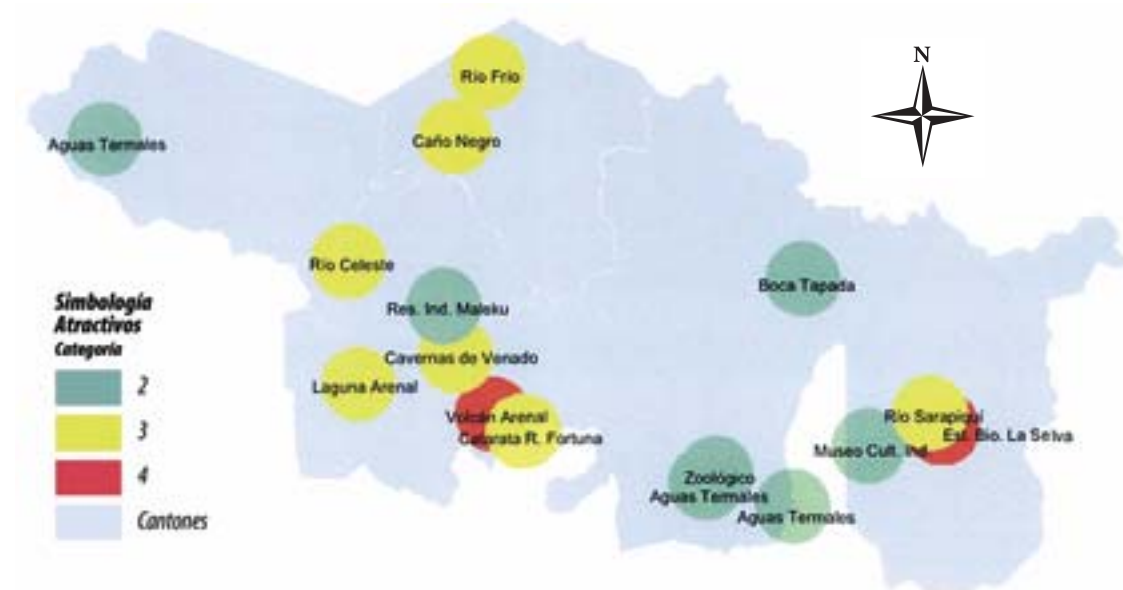 N
Río Frío
Aguas Termales
Caño Negro
Río Celeste
Boca Tapada
Res. Ind. Maleku
Cavernas de Venado
Laguna Arenal
Volcán Arenal
Catarata R. Fortuna
Río Sarapiquí
Est. Bio. La Selva
Museo Cult. Ind.
Zoológico
Aguas Termales
Aguas Termales
Simbología
Atractivos
Categoría
2
3
4
Cantones